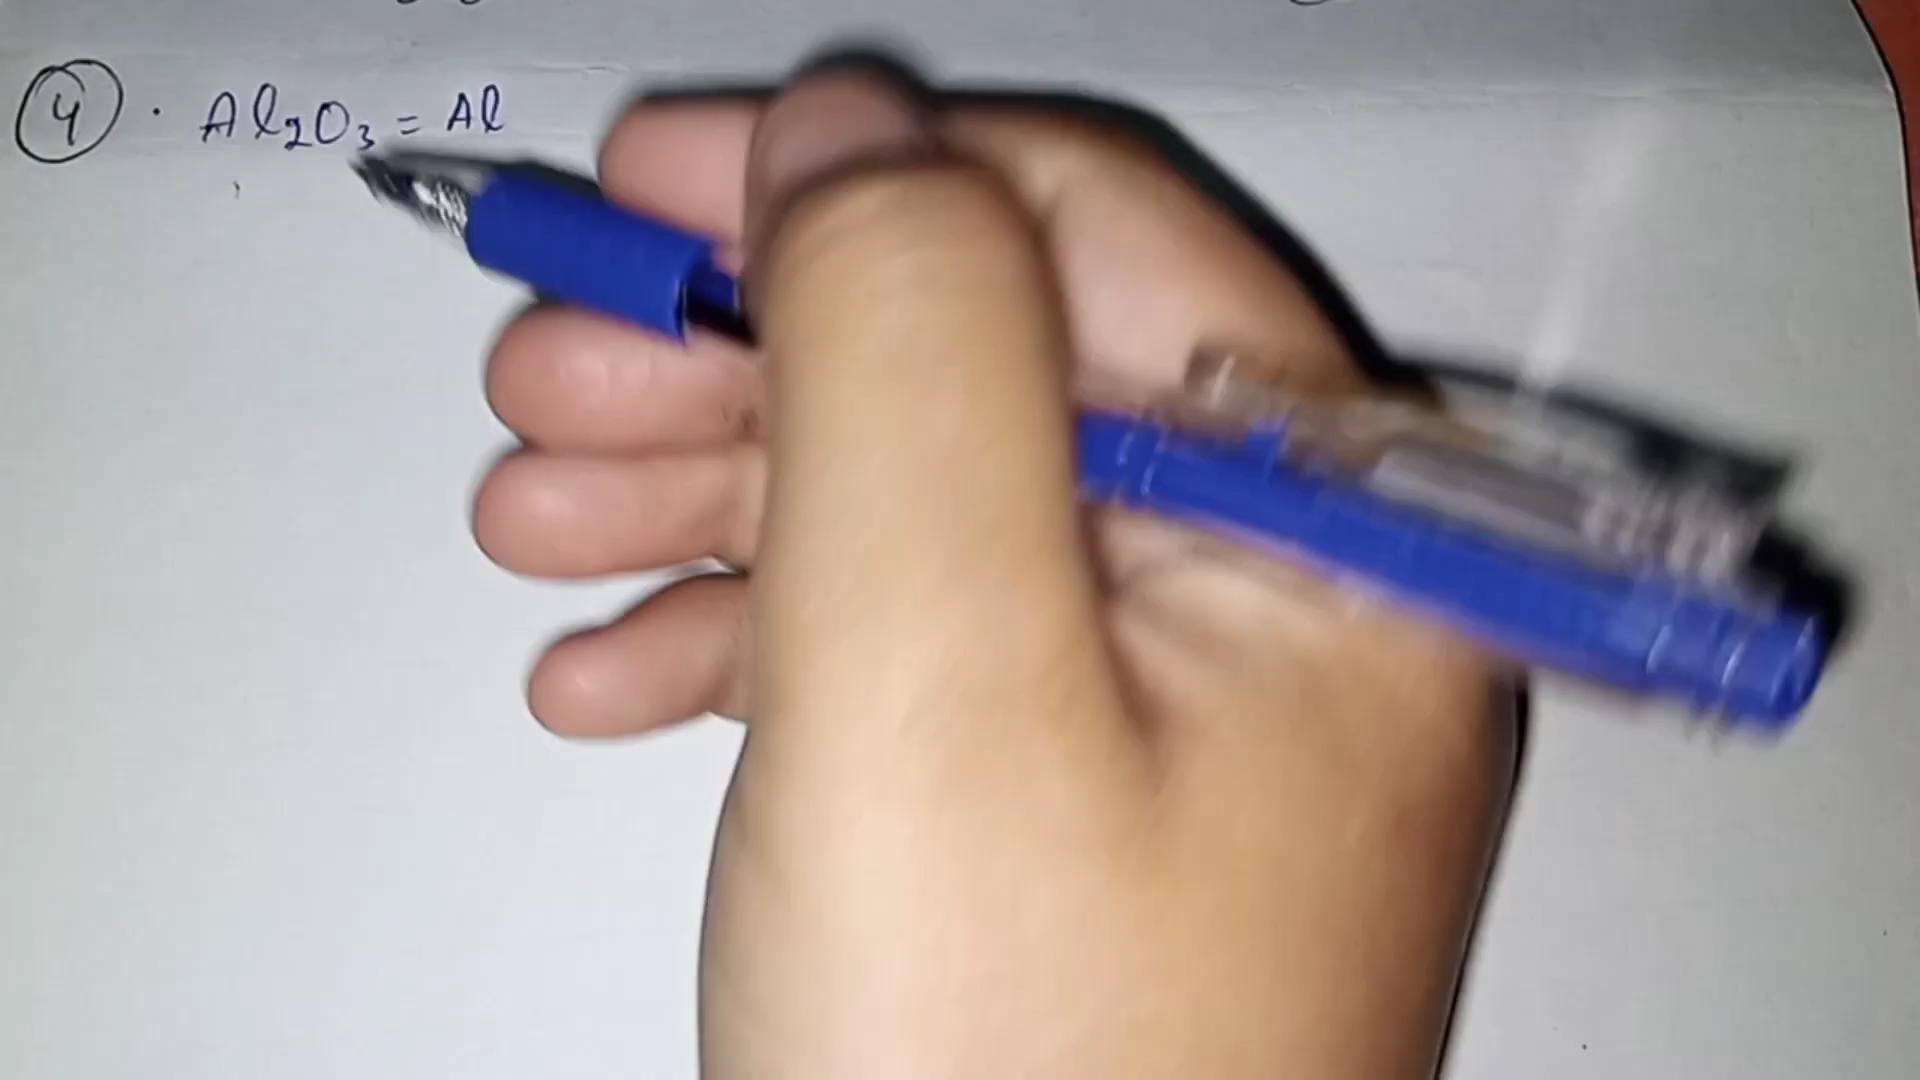 ④ · Al₂O₃ = Al